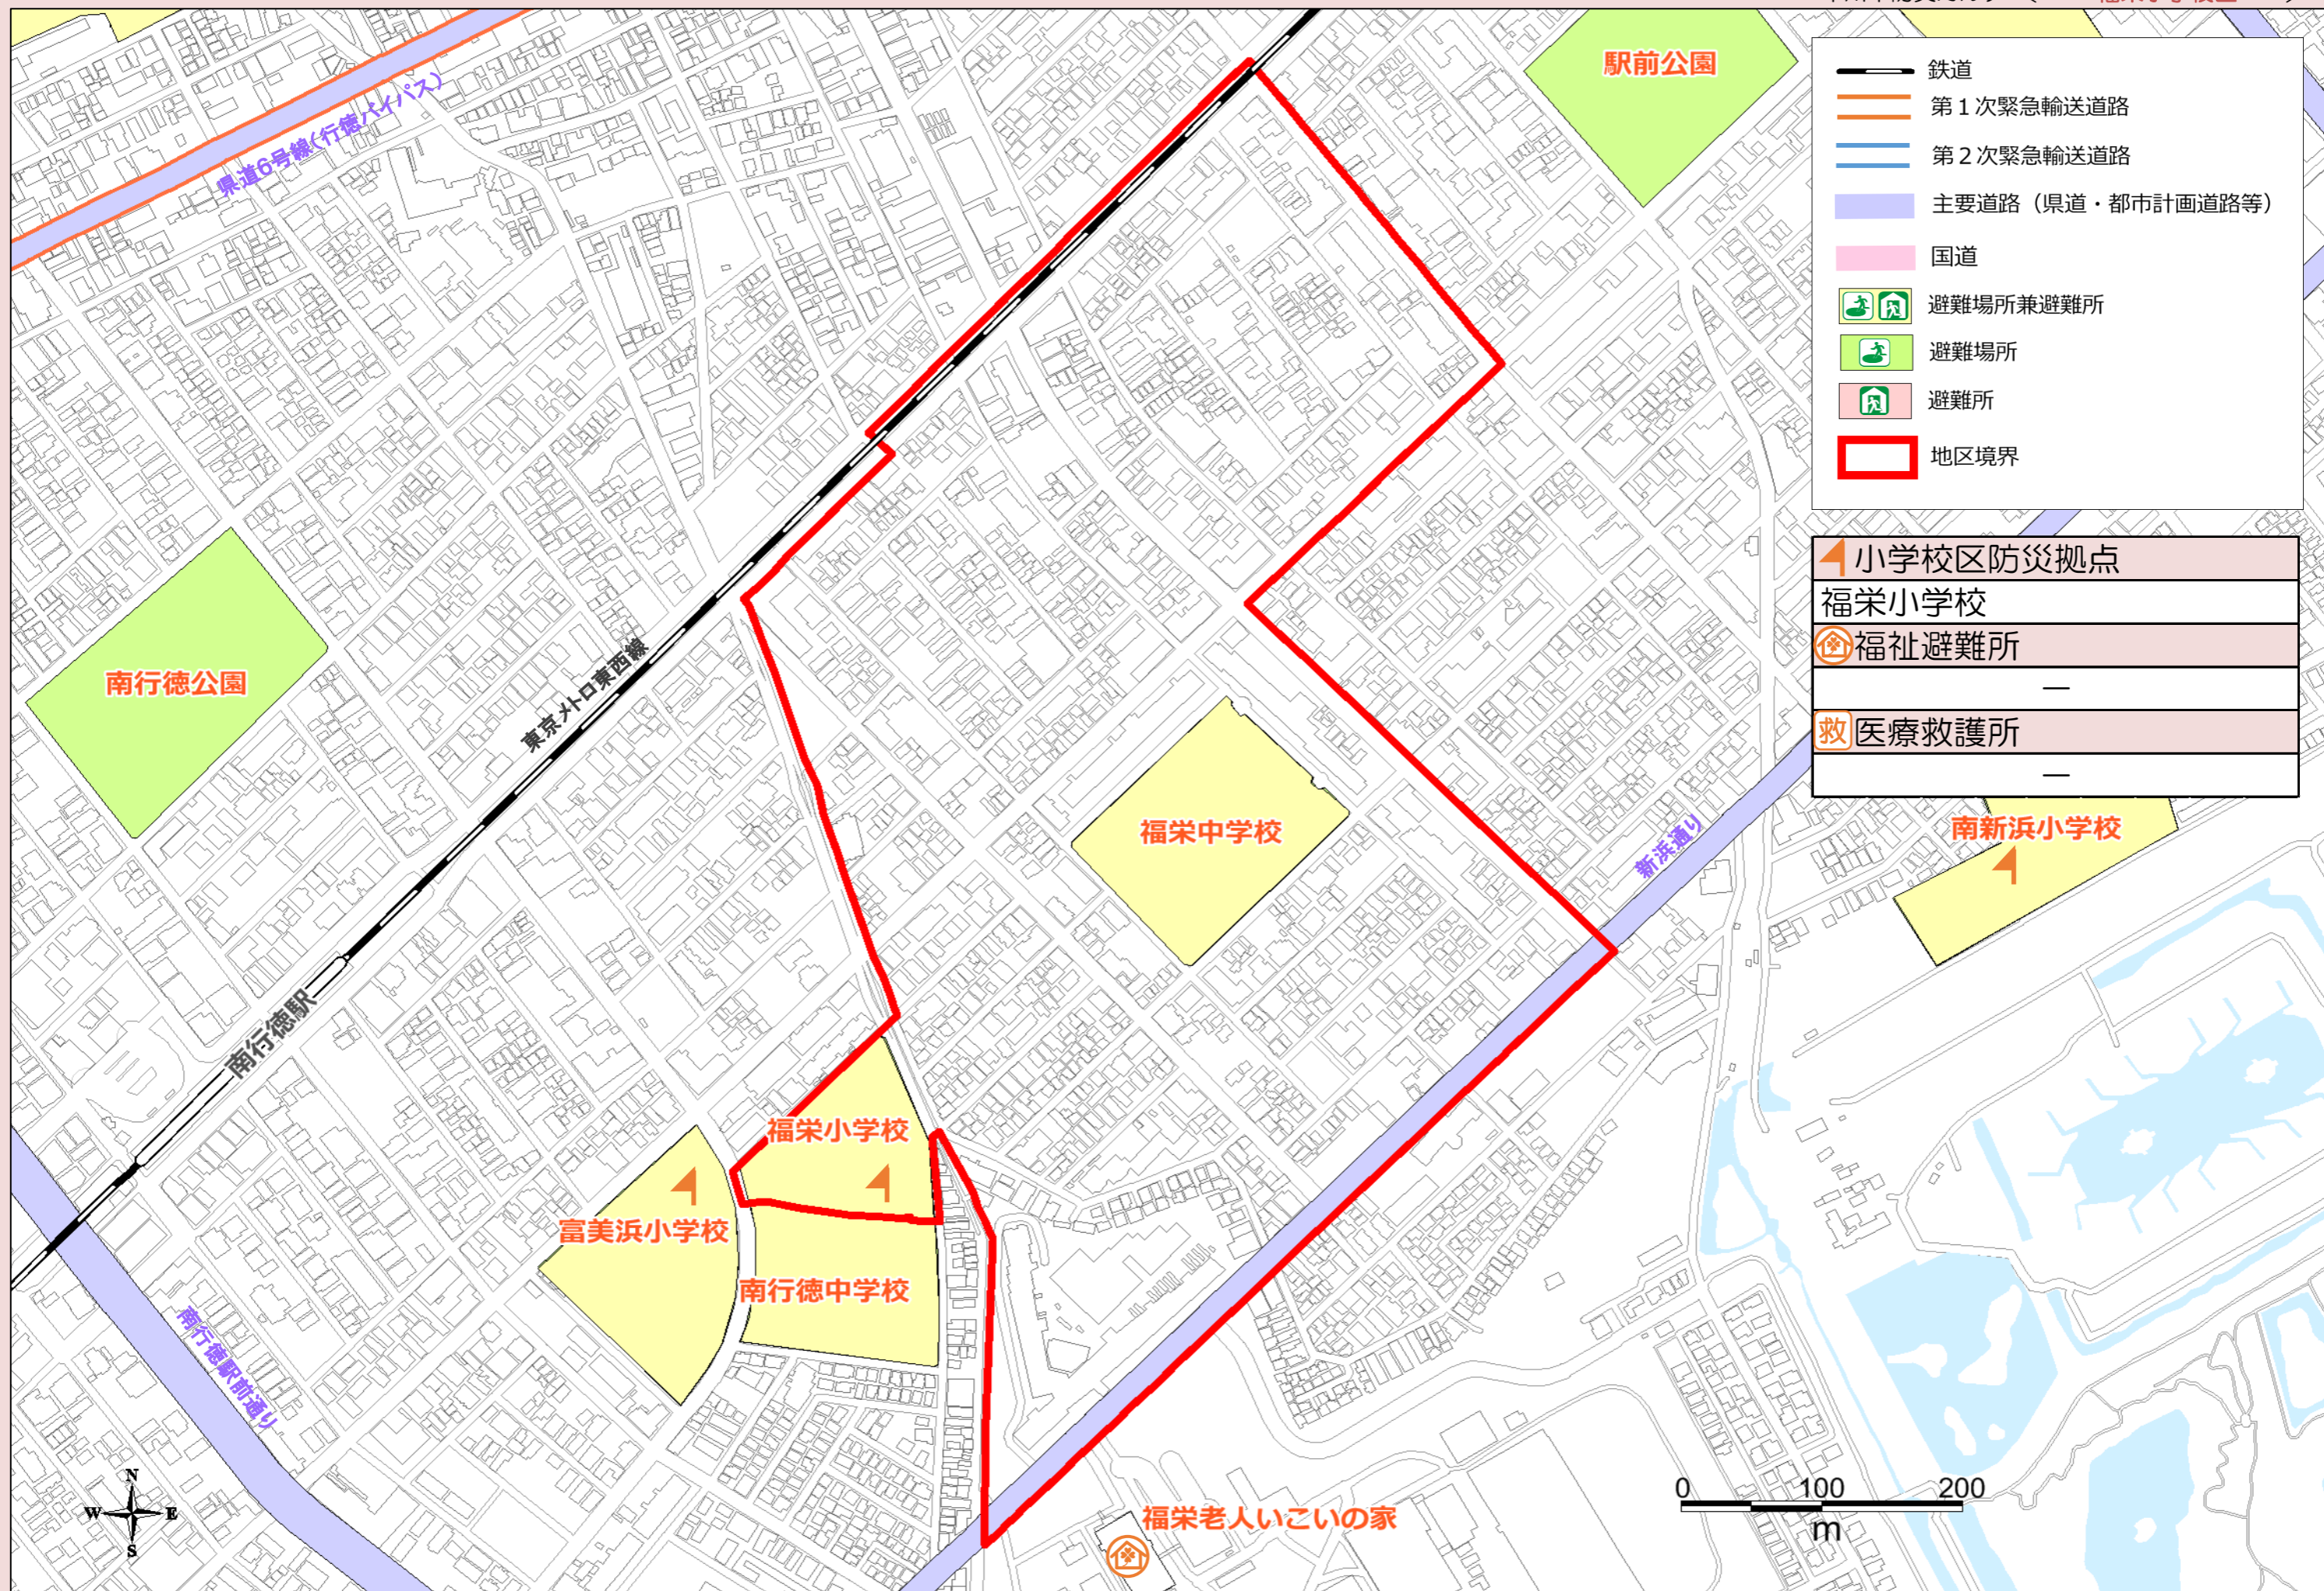 駅前公園
県道6号線(行徳バイパス)
鉄道
第1次緊急輸送道路
第2次緊急輸送道路
主要道路（県道・都市計画道路等）
国道
避難場所兼避難所
避難場所
避難所
地区境界
小学校区防災拠点
福栄小学校
福祉避難所
―
救 医療救護所
―
南行徳公園
東京メトロ東西線
福栄中学校
新浜通り
南新浜小学校
南行徳駅
福栄小学校
富美浜小学校
南行徳中学校
南行徳駅前通り
福栄老人いこいの家
N
W E
S
0 100 200
m